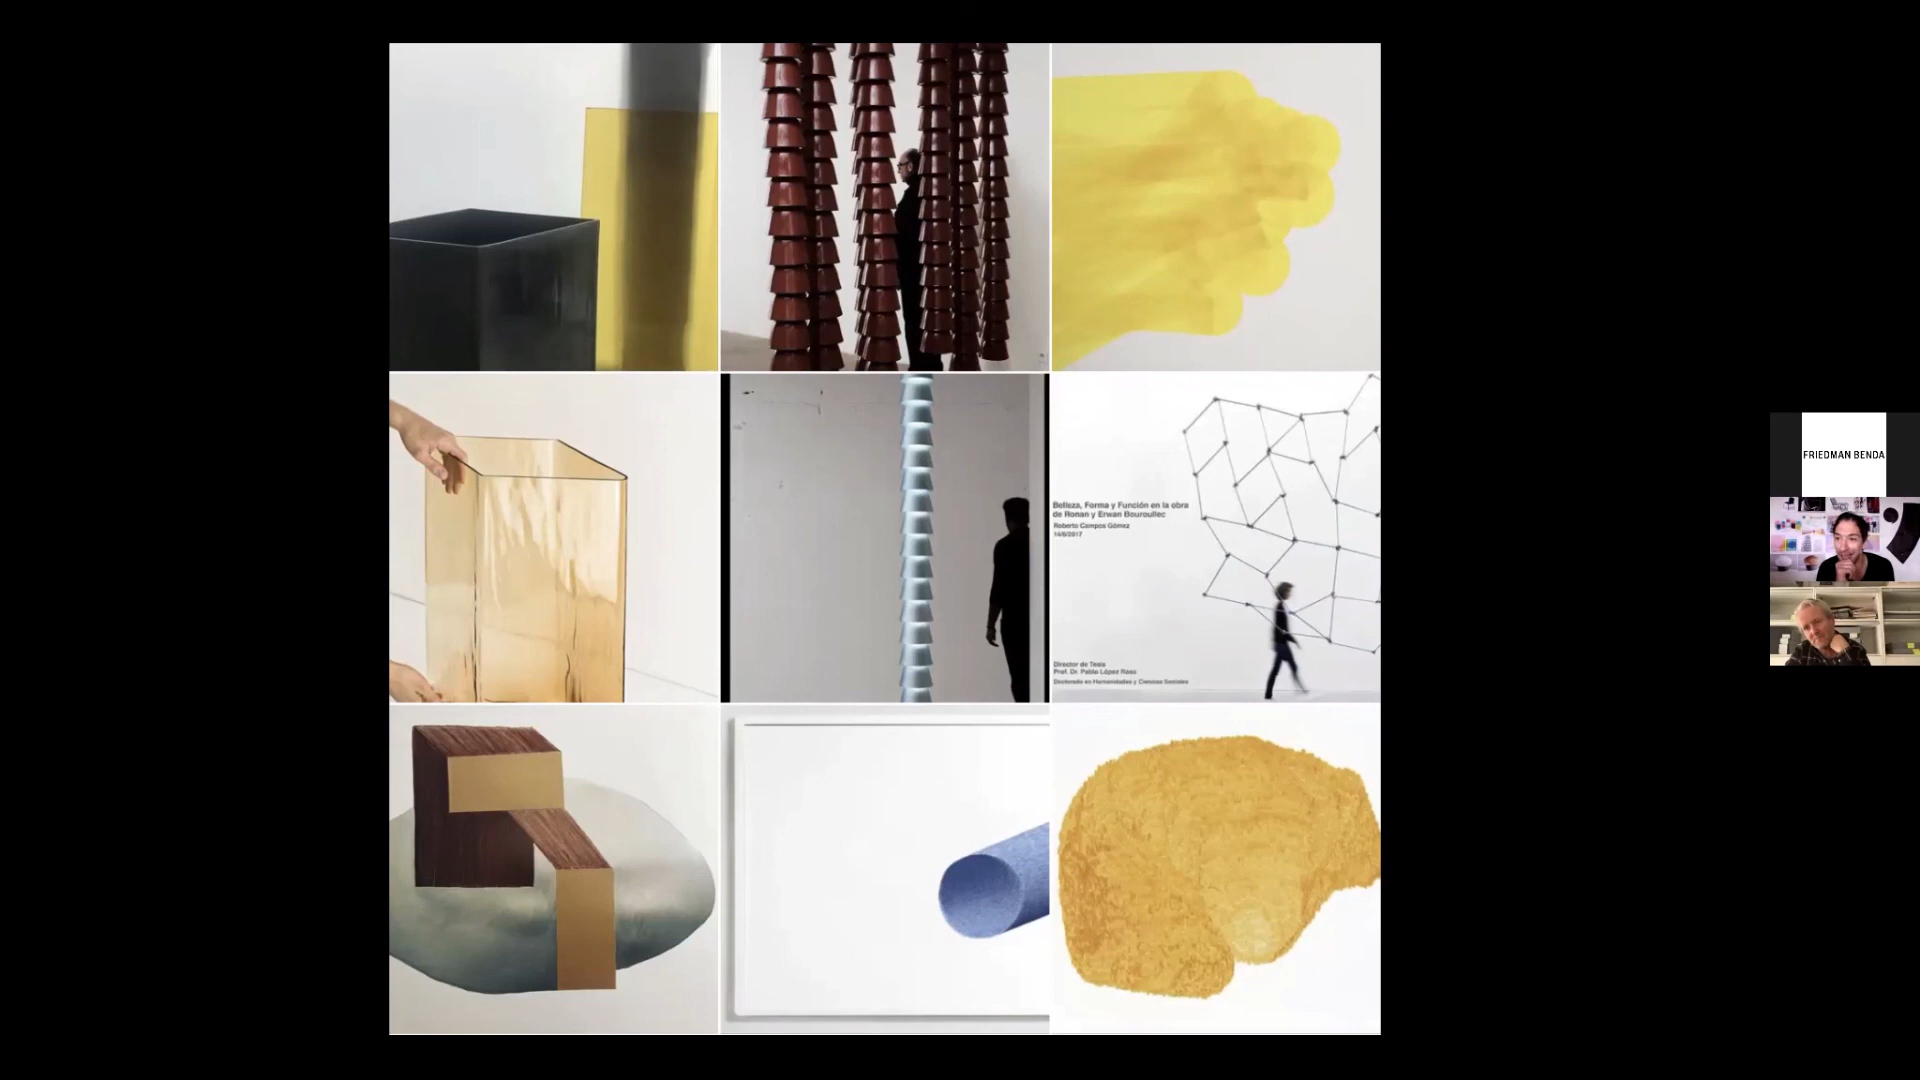 Belleza, Forma y Función en la obra
de Ronan y Erwan Bouroullec
Roberto Campos Gómez
14/6/2017
Director de Tesis
Prof. Dr. Pablo López Raso
Doctorado en Humanidades y Ciencias Sociales
FRIEDMAN BENDA